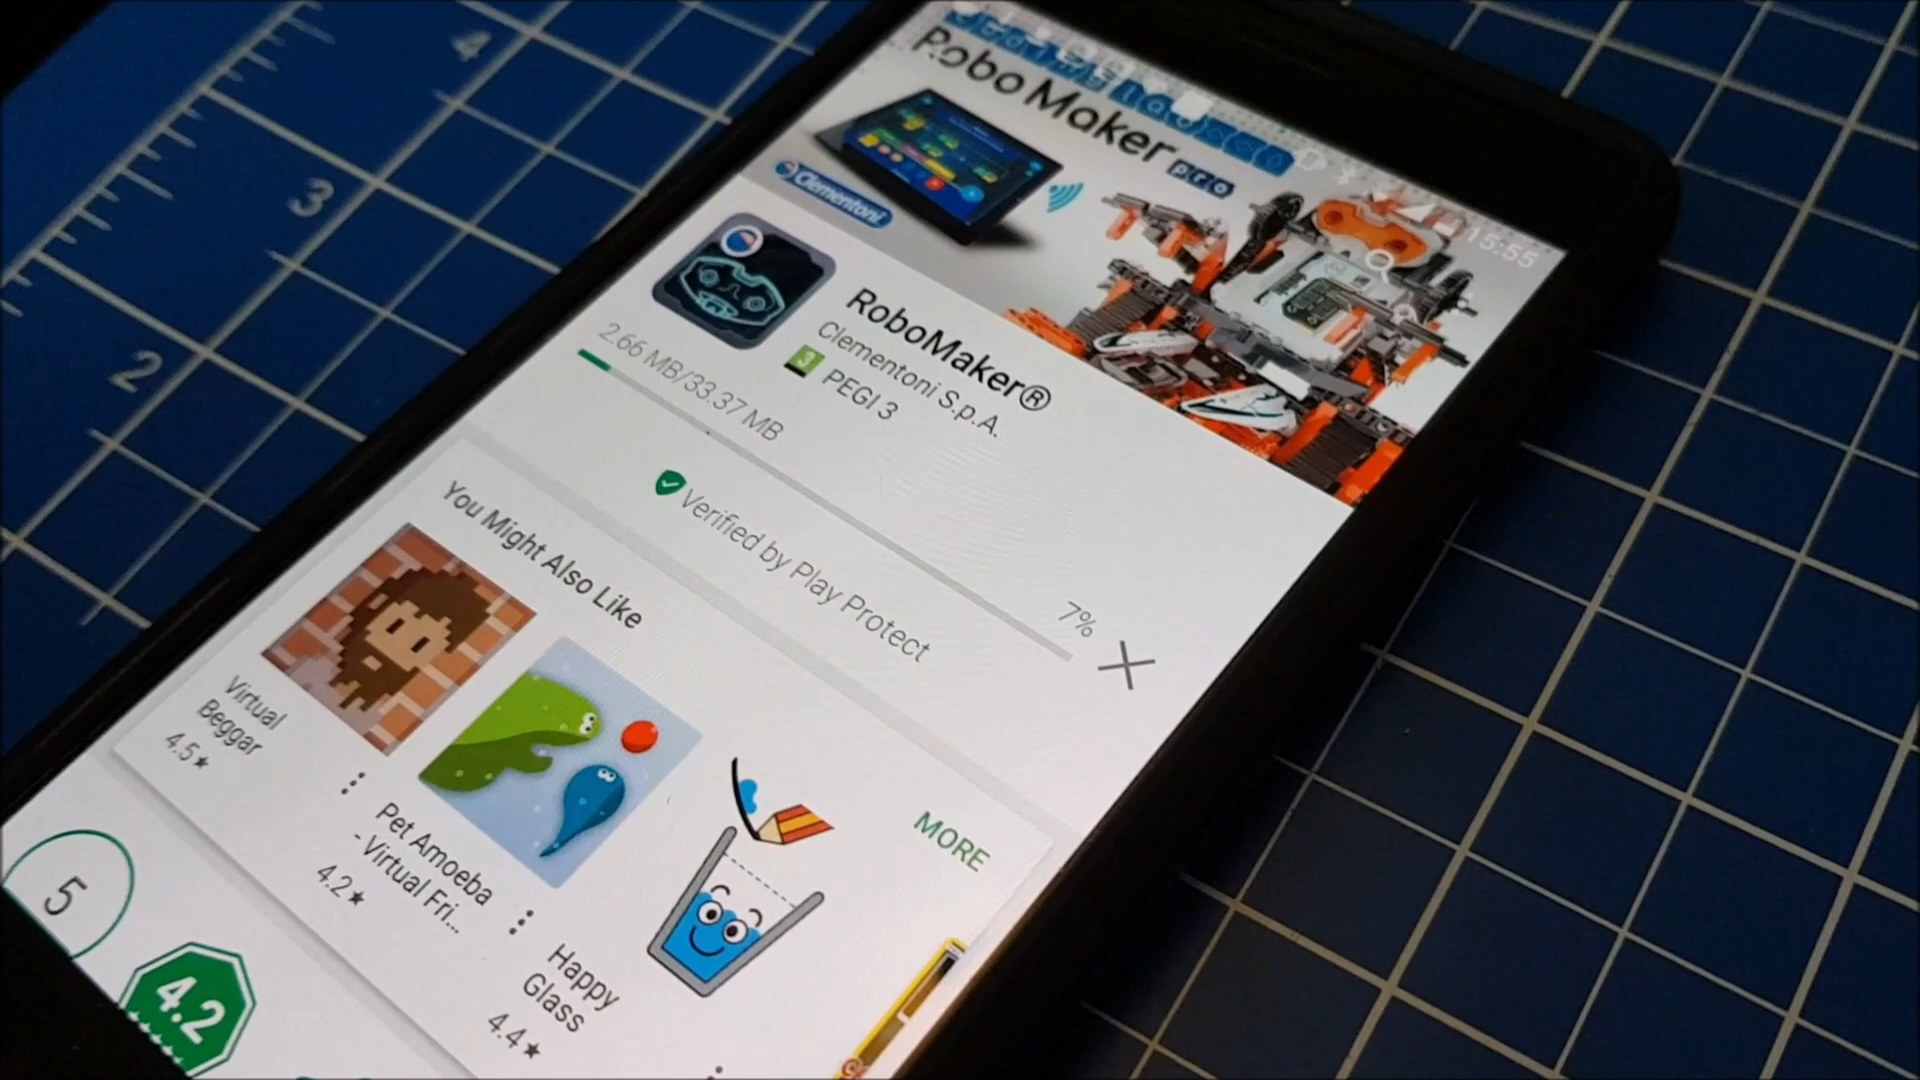 4
3
2
Robo Maker
pro
Clementoni
15:55
RoboMaker®
Clementoni S.p.A.
3 PEGI 3
2.66 MB/33.37 MB
7%
Verified by Play Protect
You Might Also Like
MORE
Virtual
Beggar
4.5★
Pet Amoeba
- Virtual Fri...
4.2★
Happy
Glass
4.4★
5
4.2